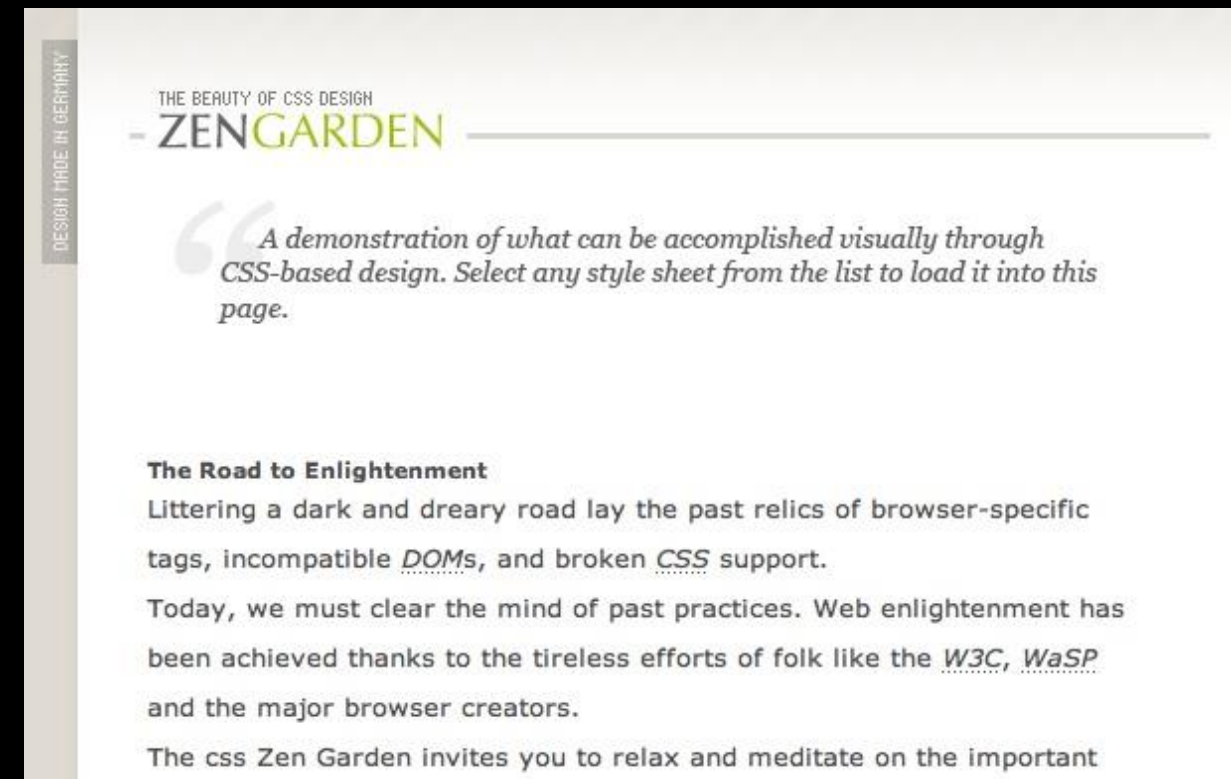 DESIGN MADE IN GERMANY
THE BEAUTY OF CSS DESIGN
ZENGARDEN
“A demonstration of what can be accomplished visually through
CSS-based design. Select any style sheet from the list to load it into this
page.
The Road to Enlightenment
Littering a dark and dreary road lay the past relics of browser-specific
tags, incompatible DOMs, and broken CSS support.
Today, we must clear the mind of past practices. Web enlightenment has
been achieved thanks to the tireless efforts of folk like the W3C, WaSP
and the major browser creators.
The css Zen Garden invites you to relax and meditate on the important